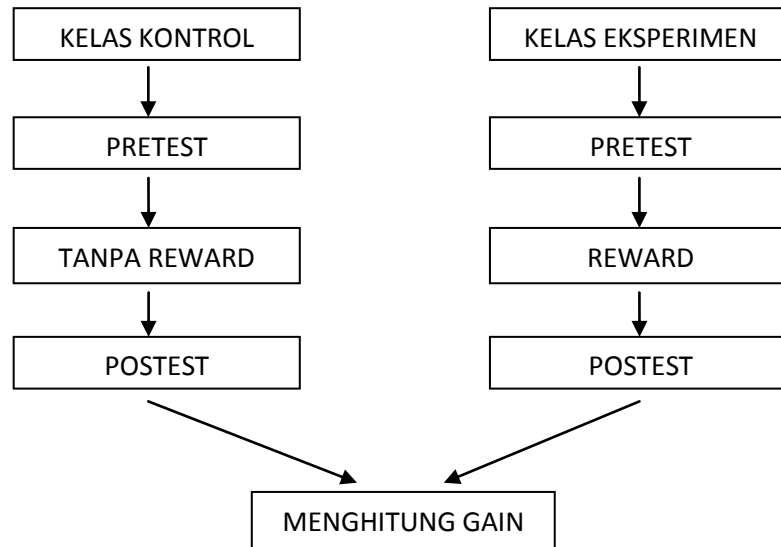 KELAS KONTROL
KELAS EKSPERIMEN
PRETEST
PRETEST
TANPA REWARD
REWARD
POSTEST
POSTEST
MENGHITUNG GAIN